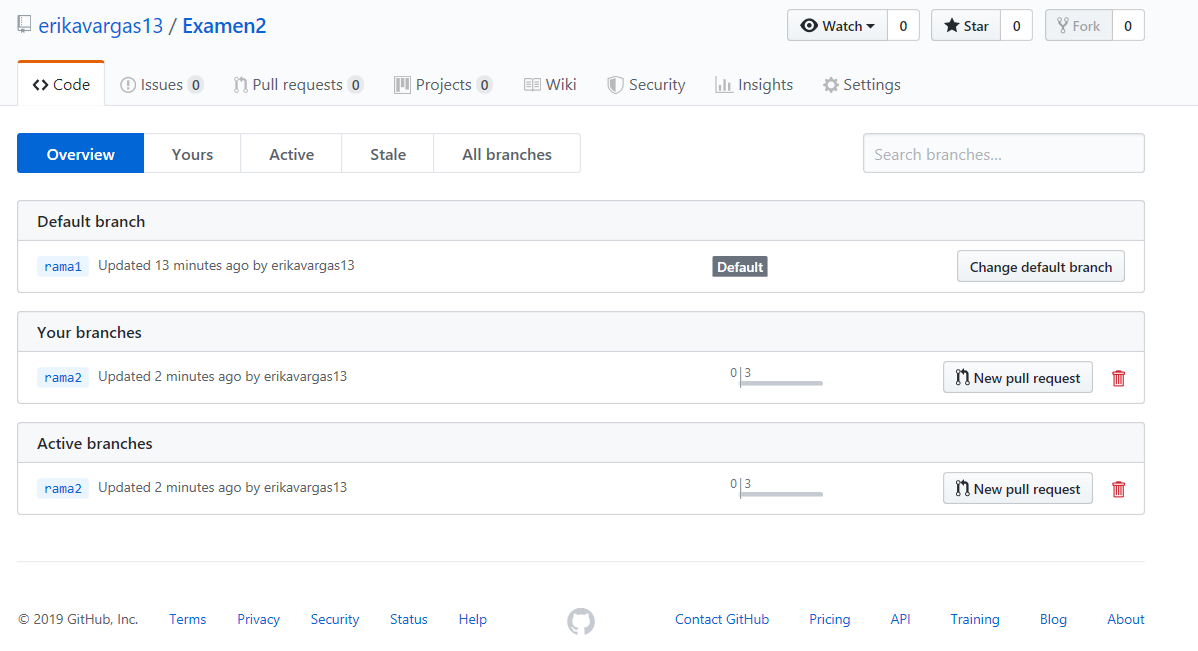 erikavargas13 / Examen2
Watch 0 Star 0 Fork 0
Code Issues 0 Pull requests 0 Projects 0 Wiki Security Insights Settings
Overview Yours Active Stale All branches Search branches...
Default branch
rama1 Updated 13 minutes ago by erikavargas13 Default Change default branch
Your branches
rama2 Updated 2 minutes ago by erikavargas13 0|3 New pull request
Active branches
rama2 Updated 2 minutes ago by erikavargas13 0|3 New pull request
© 2019 GitHub, Inc. Terms Privacy Security Status Help Contact GitHub Pricing API Training Blog About